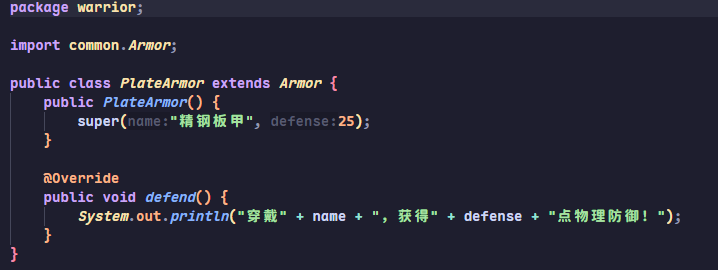 package warrior;
import common.Armor;
public class PlateArmor extends Armor {
public PlateArmor() {
super(name:"精钢板甲", defense:25);
}
@Override
public void defend() {
System.out.println("穿戴" + name + ", 获得" + defense + "点物理防御! ");
}
}